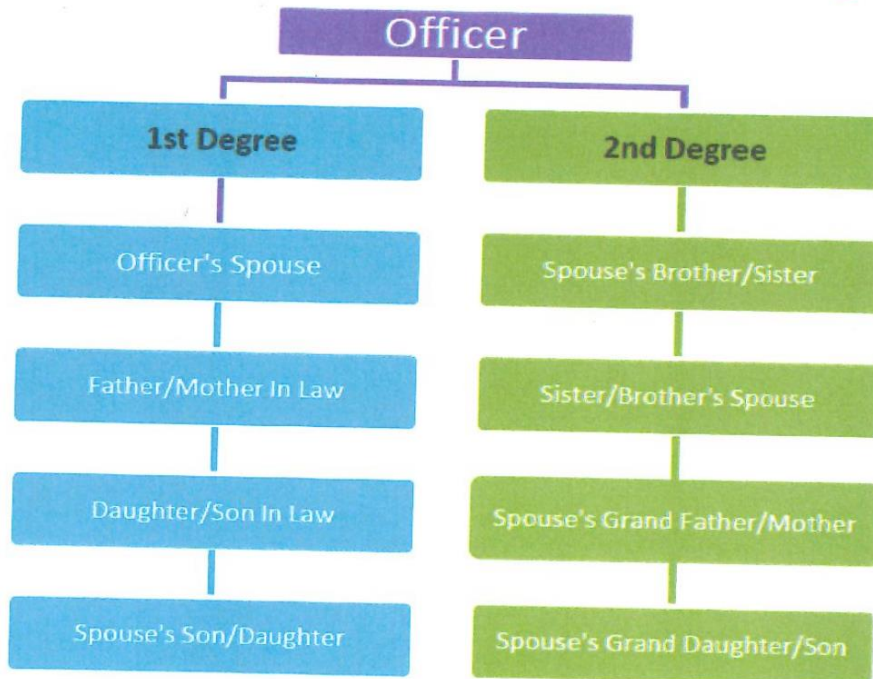 Officer
1st Degree
Officer's Spouse
Father/Mother In Law
Daughter/Son In Law
Spouse's Son/Daughter
2nd Degree
Spouse's Brother/Sister
Sister/Brother's Spouse
Spouse's Grand Father/Mother
Spouse's Grand Daughter/Son